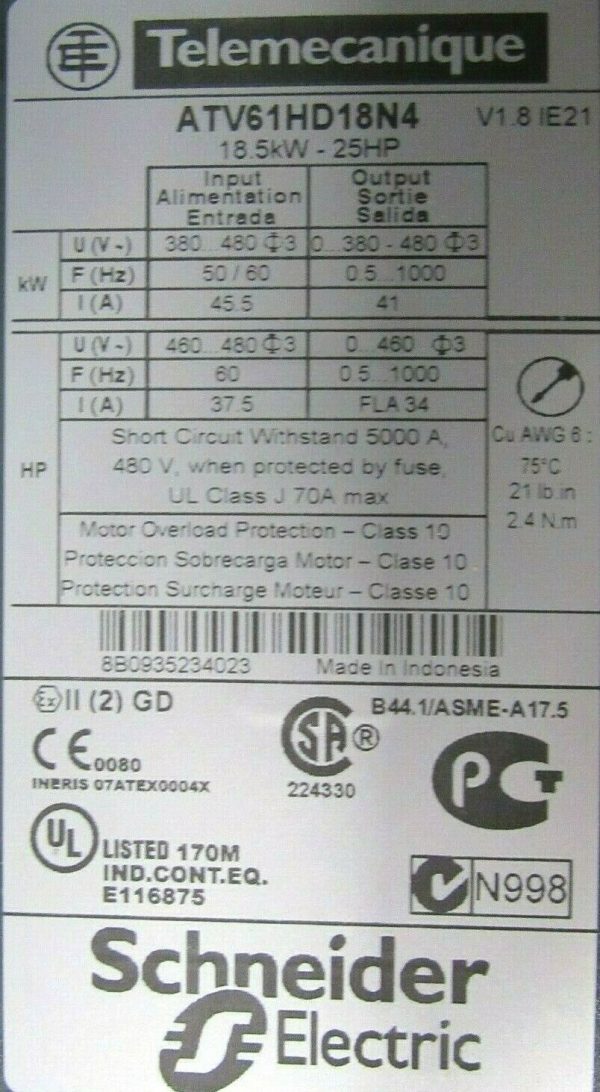 Telemecanique
ATV61HD18N4 V1.8 IE21
18.5kW - 25HP
Input Output
Alimentation Sortie
Entrada Salida
kW
U (V~) 380...480 Φ3 0...380 - 480 Φ3
F (Hz) 50 / 60 0.5...1000
I (A) 45.5 41
HP
U (V~) 460...480 Φ3 0...460 Φ3
F (Hz) 60 0.5...1000
I (A) 37.5 FLA 34
Short Circuit Withstand 5000 A,
480 V, when protected by fuse,
UL Class J 70A max
Cu AWG 6 :
75°C
21 lb.in
2.4 N.m
Motor Overload Protection – Class 10
Proteccion Sobrecarga Motor – Clase 10
Protection Surcharge Moteur – Classe 10
8B0935234023 Made In Indonesia
Ex II (2) GD
CE 0080
INERIS 07ATEX0004X
SA ®
224330
B44.1/ASME-A17.5
PCT
UL LISTED 170M
IND.CONT.EQ.
E116875
N998
Schneider
Electric